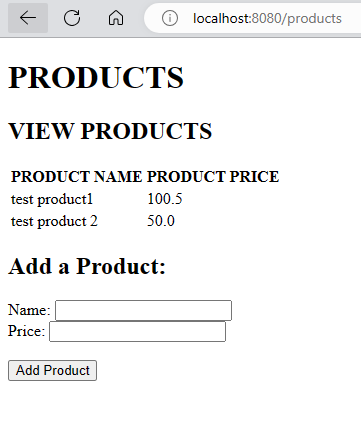 localhost:8080/products
PRODUCTS
VIEW PRODUCTS
PRODUCT NAME PRODUCT PRICE
test product1 100.5
test product 2 50.0
Add a Product:
Name:
Price:
Add Product